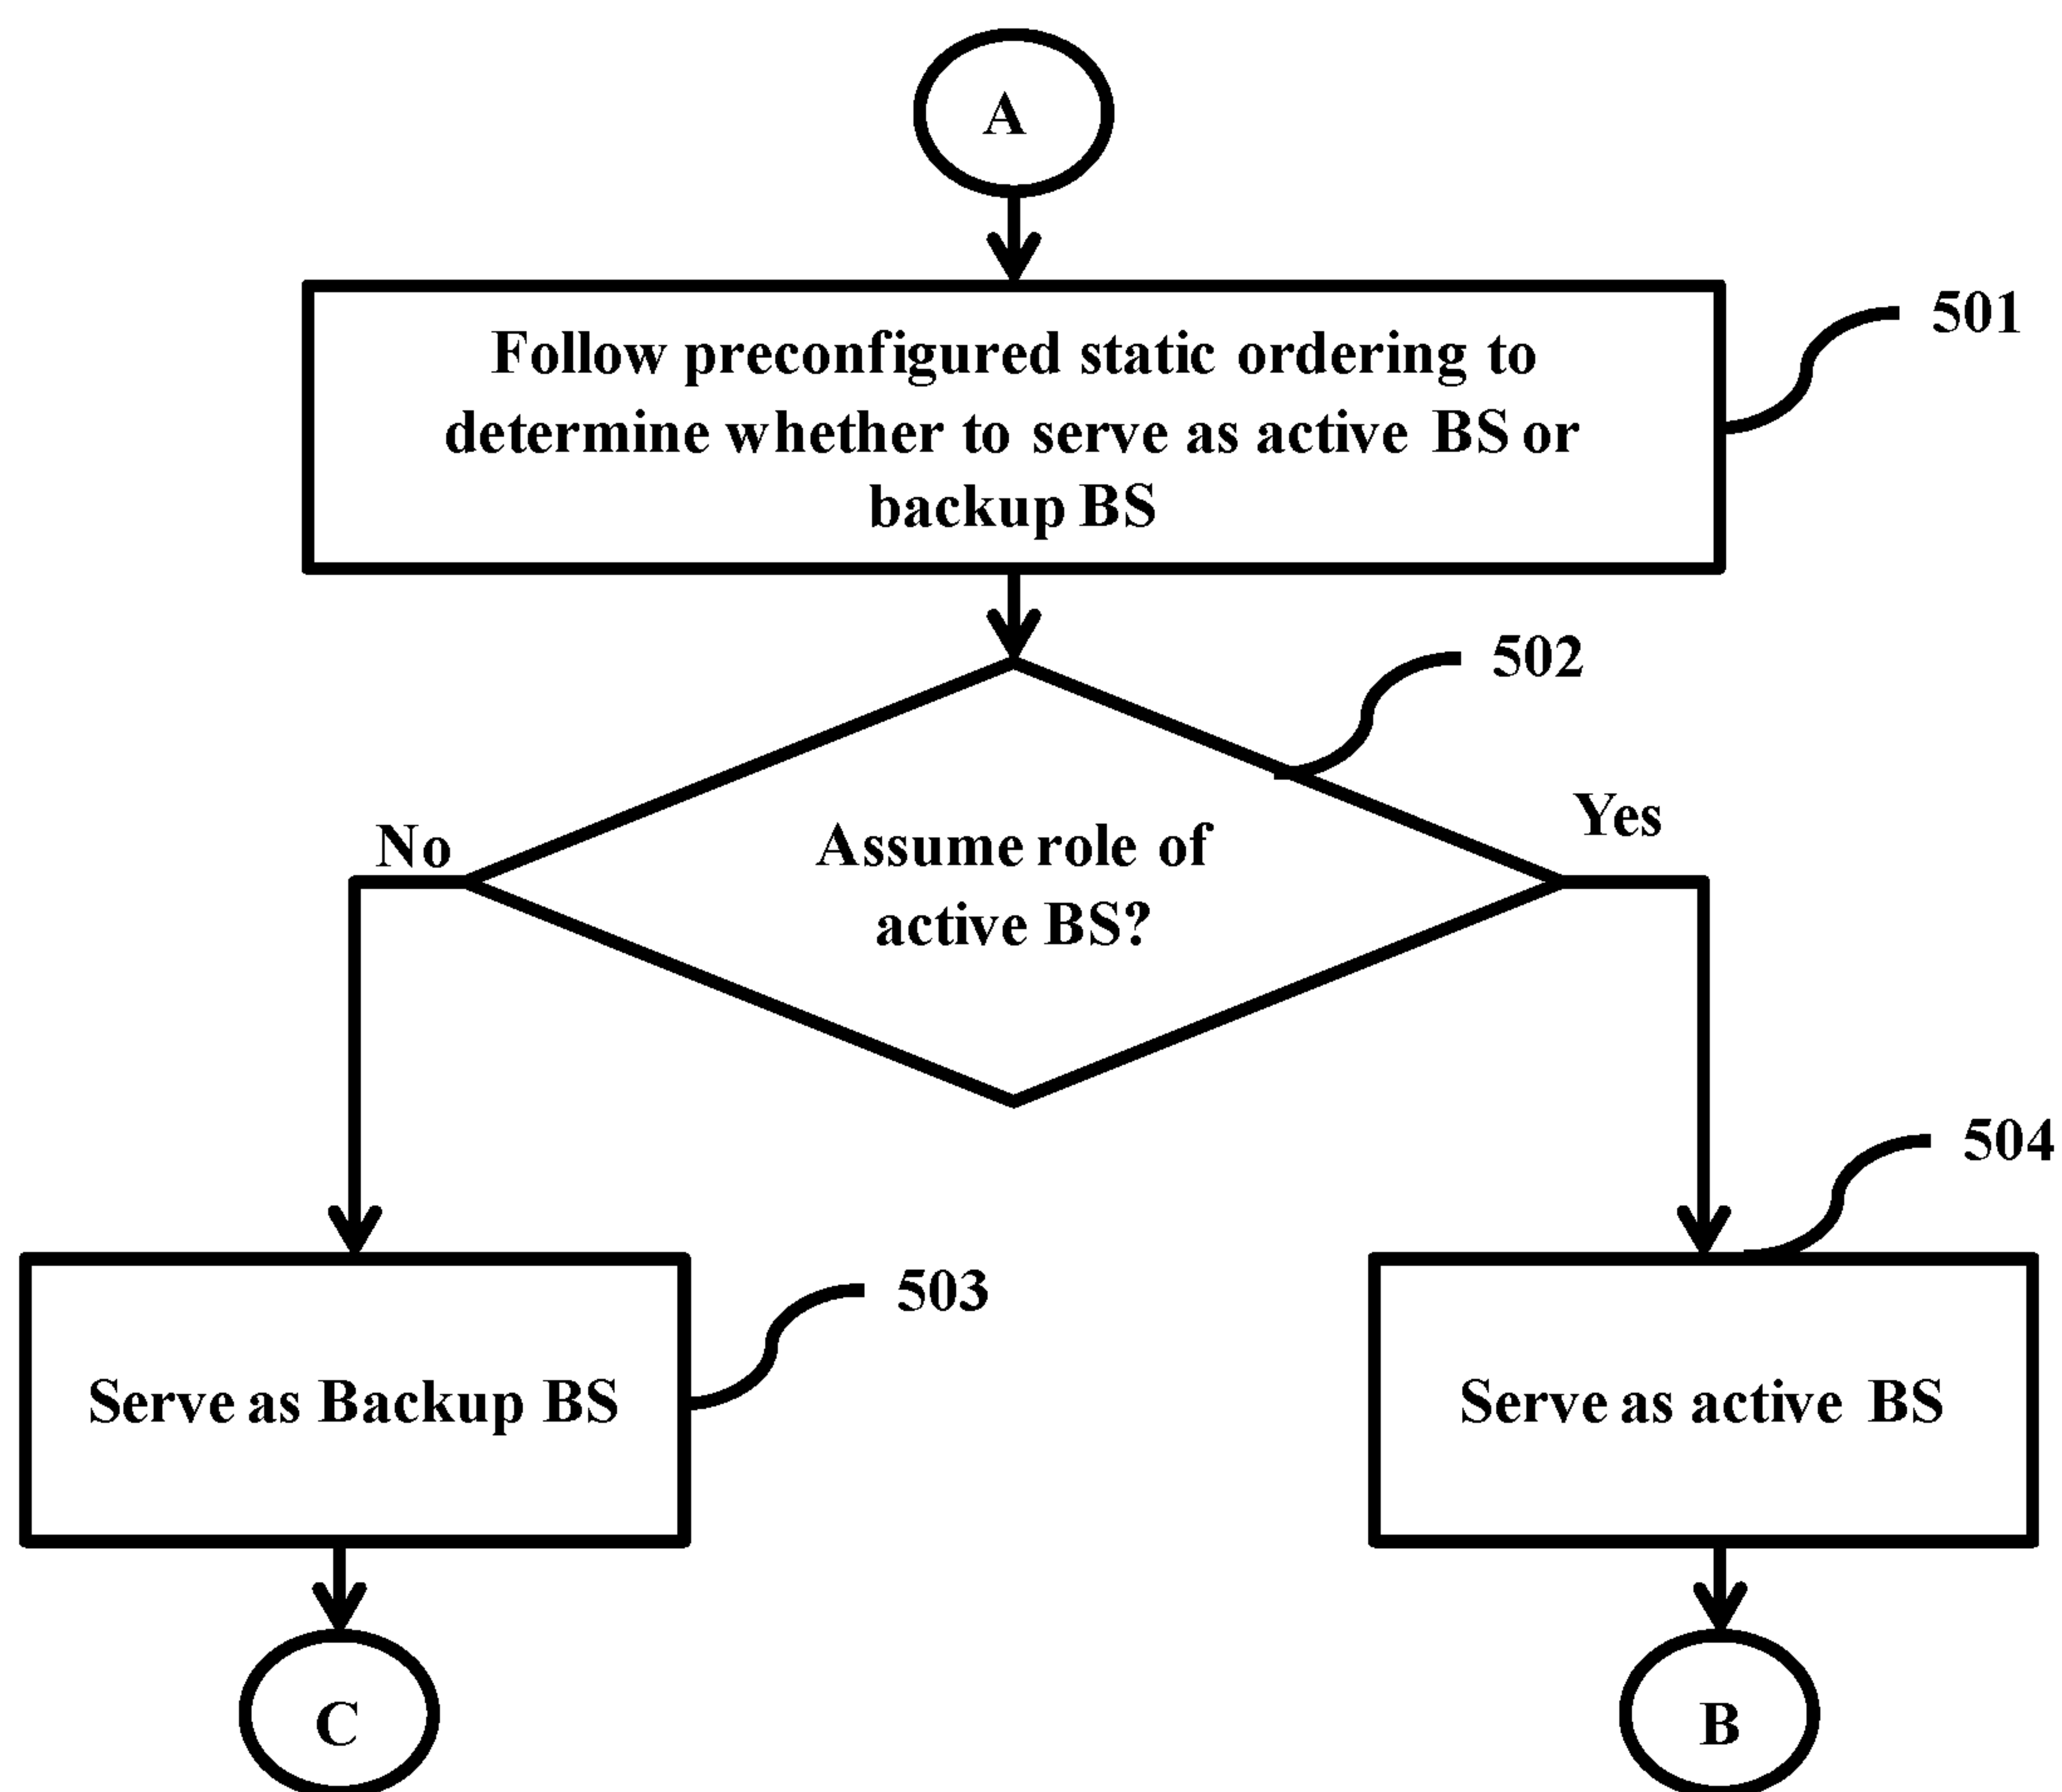 A
Follow preconfigured static ordering to
determine whether to serve as active BS or
backup BS
501
502
Assume role of
active BS?
No
Yes
504
503
Serve as Backup BS
Serve as active BS
C
B